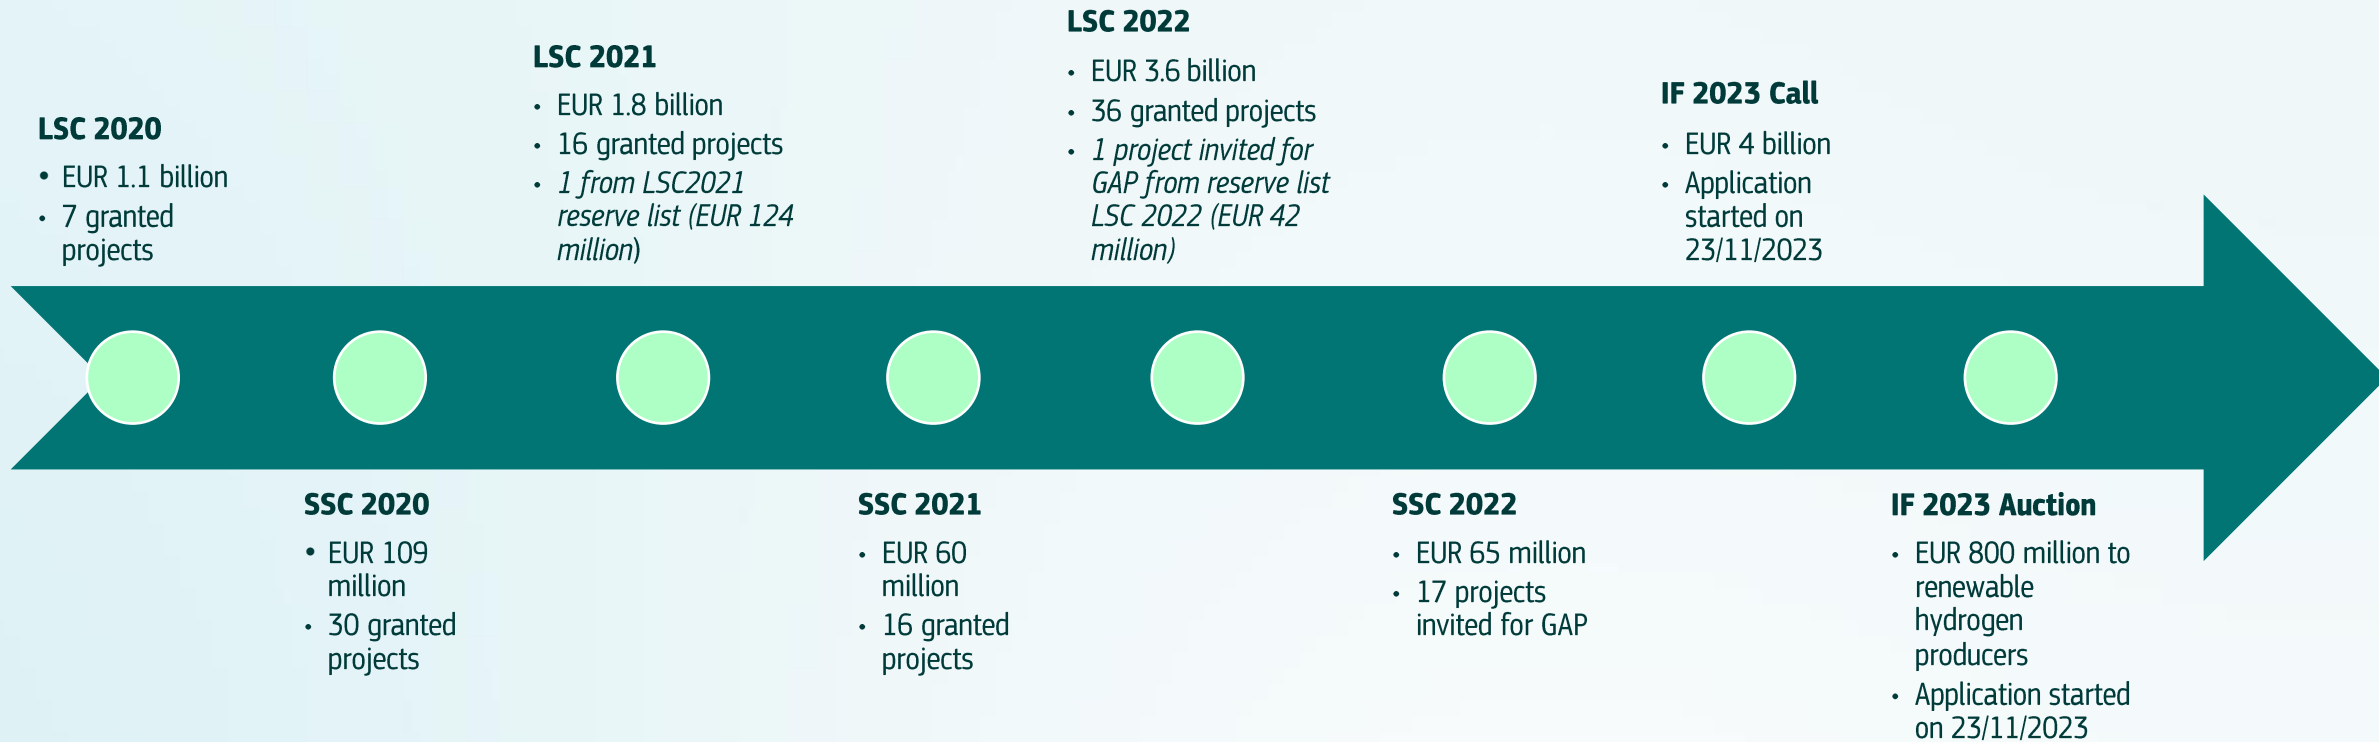 LSC 2020
• EUR 1.1 billion
• 7 granted
projects
LSC 2021
• EUR 1.8 billion
• 16 granted projects
• 1 from LSC2021
reserve list (EUR 124
million)
LSC 2022
• EUR 3.6 billion
• 36 granted projects
• 1 project invited for
GAP from reserve list
LSC 2022 (EUR 42
million)
IF 2023 Call
• EUR 4 billion
• Application
started on
23/11/2023
SSC 2020
• EUR 109
million
• 30 granted
projects
SSC 2021
• EUR 60
million
• 16 granted
projects
SSC 2022
• EUR 65 million
• 17 projects
invited for GAP
IF 2023 Auction
• EUR 800 million to
renewable
hydrogen
producers
• Application started
on 23/11/2023